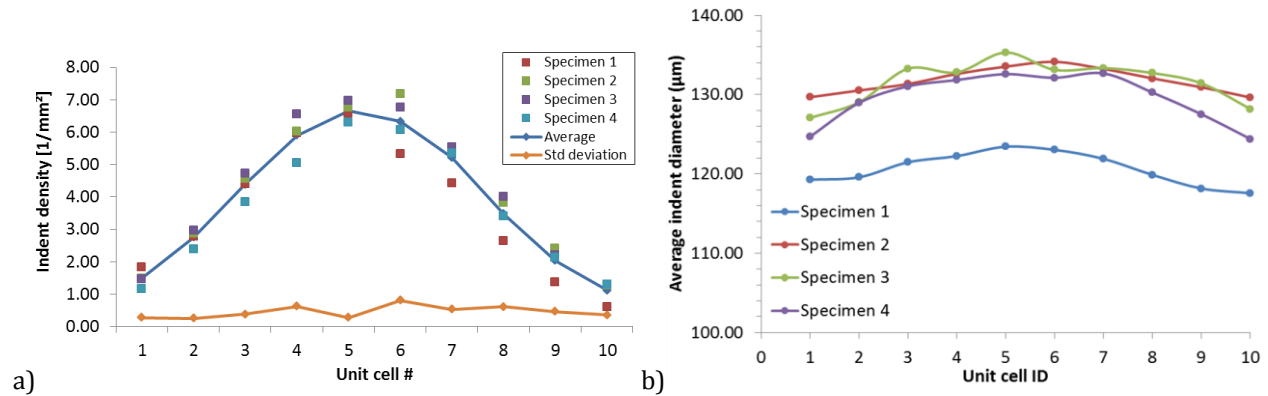 Indent density [1/mm²]
8.00
7.00
6.00
5.00
4.00
3.00
2.00
1.00
0.00
1 2 3 4 5 6 7 8 9 10
Unit cell #
Specimen 1
Specimen 2
Specimen 3
Specimen 4
Average
Std deviation
a)
Average indent diameter (µm)
140.00
130.00
120.00
110.00
100.00
0 1 2 3 4 5 6 7 8 9 10
Unit cell ID
Specimen 1
Specimen 2
Specimen 3
Specimen 4
b)